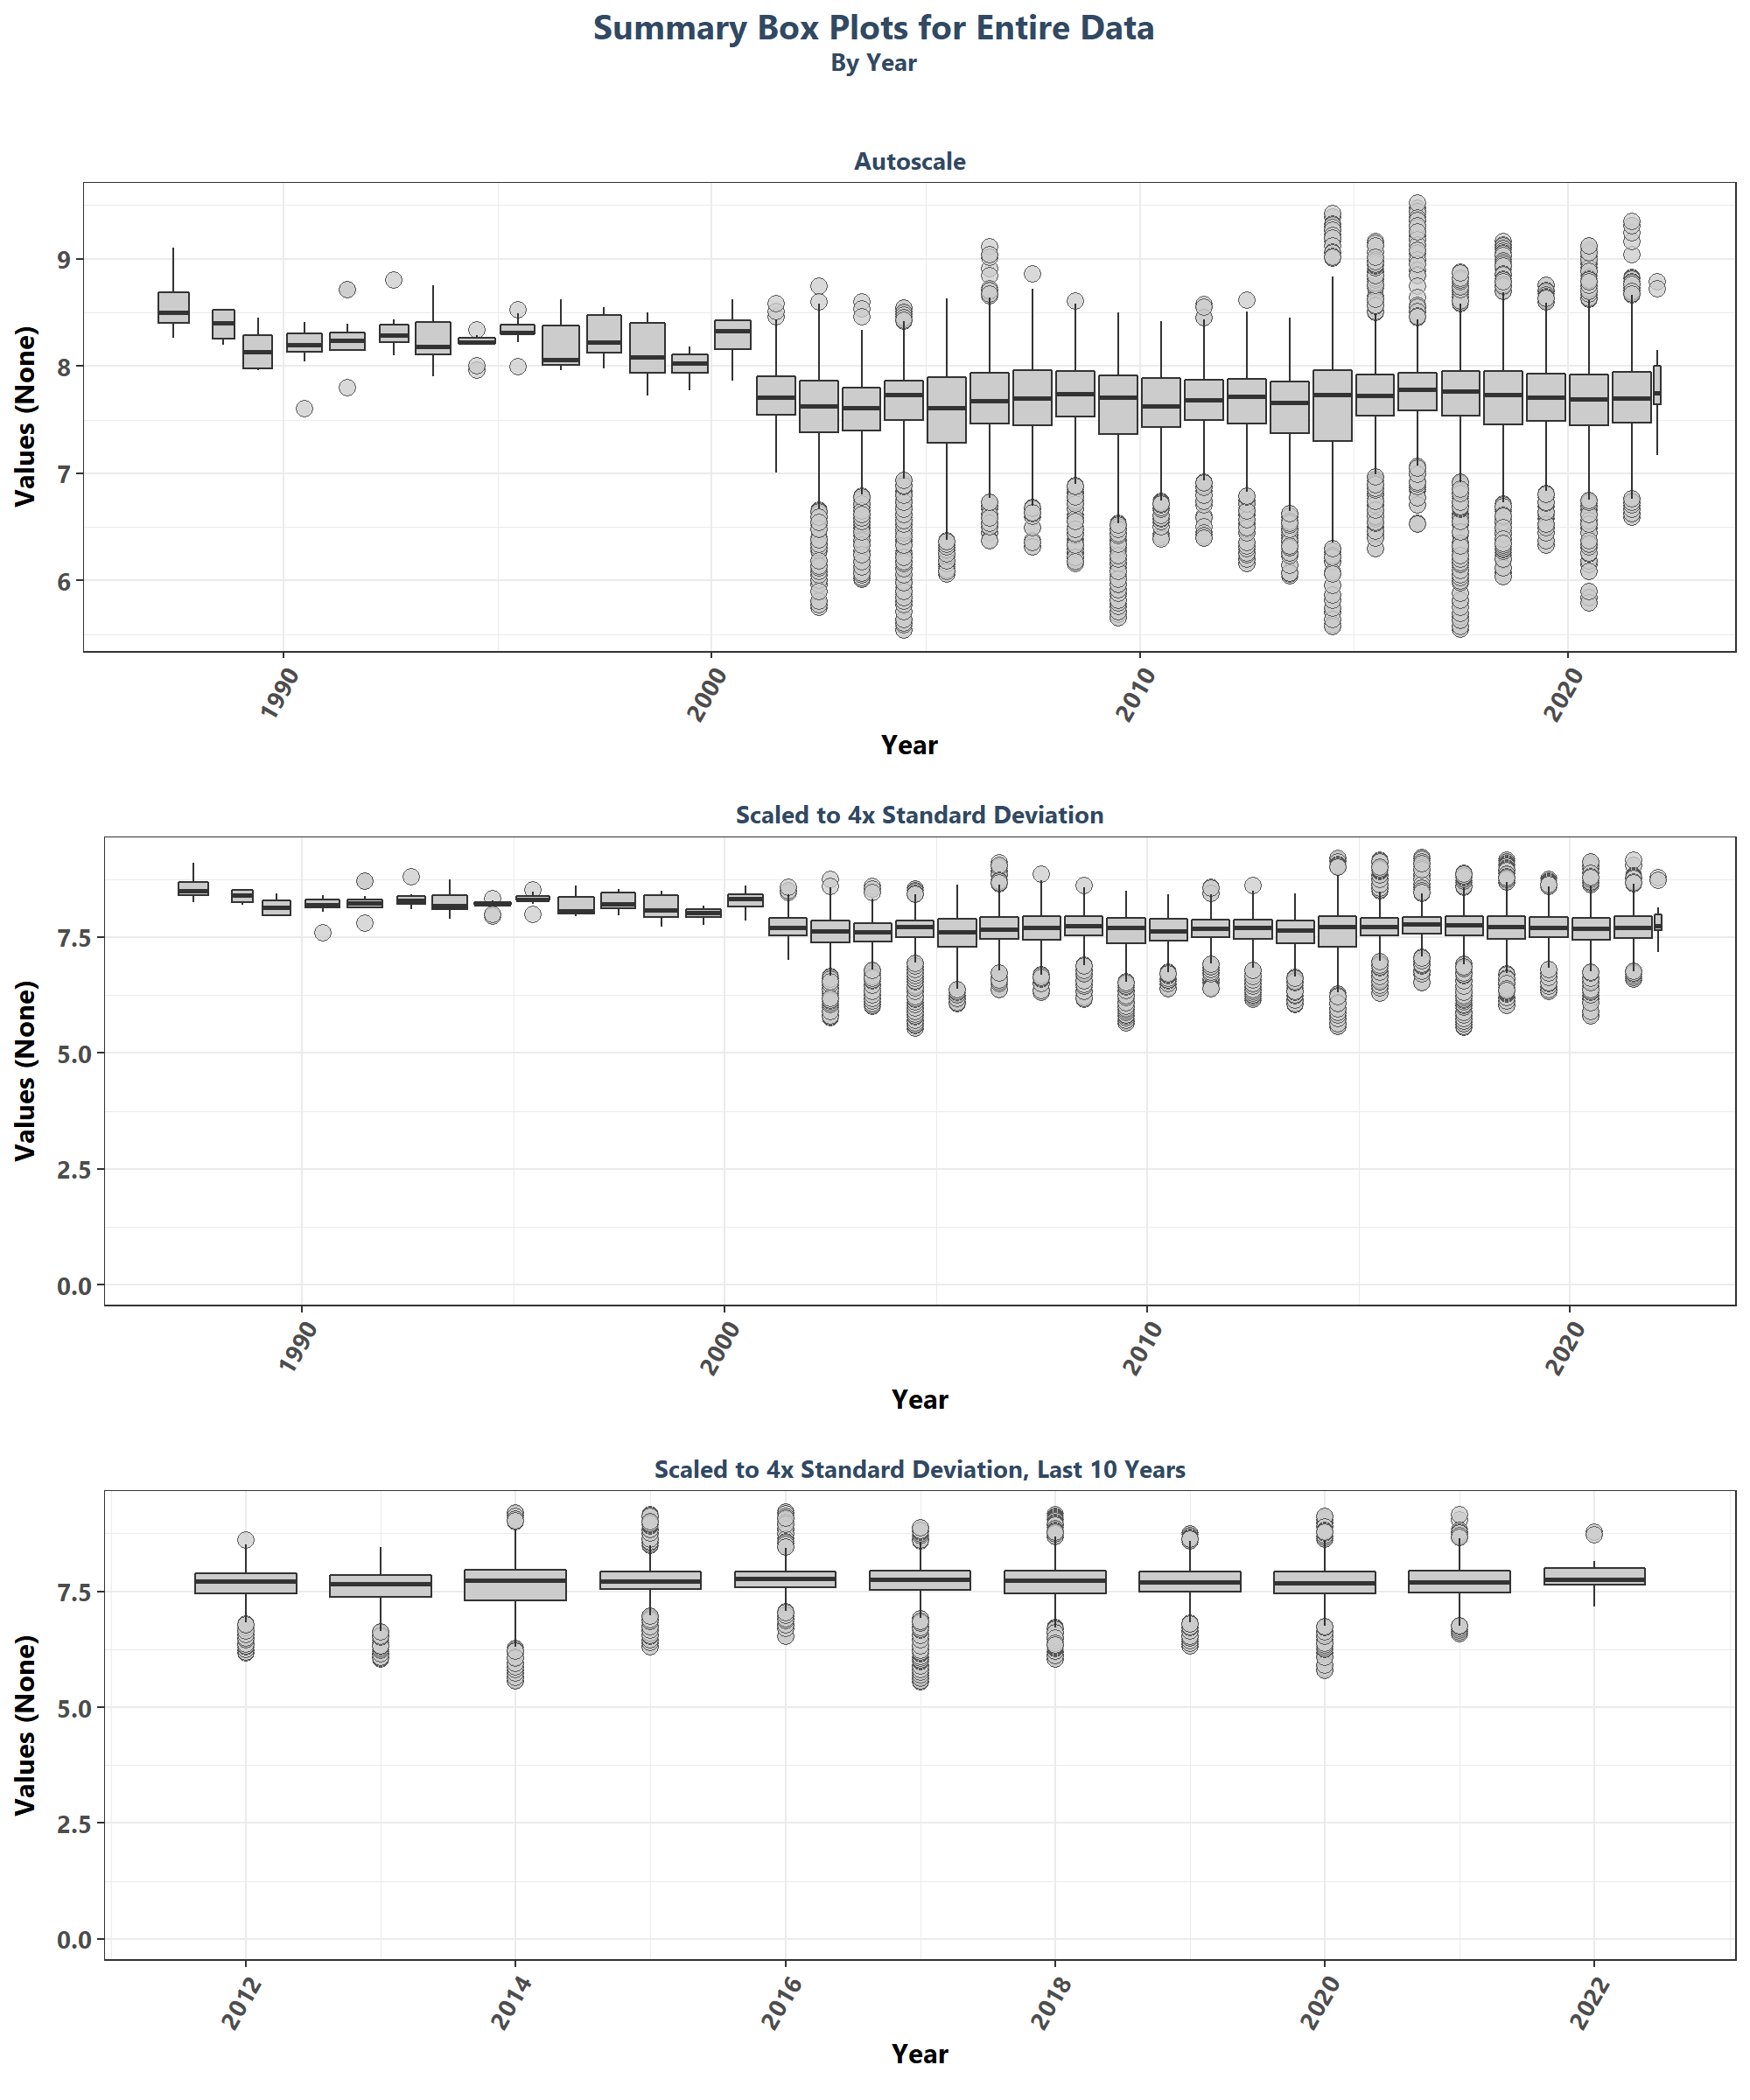 Summary Box Plots for Entire Data
By Year
Autoscale
Values (None)
9
8
7
6
1990
2000
2010
2020
Year
Scaled to 4x Standard Deviation
Values (None)
7.5
5.0
2.5
0.0
1990
2000
2010
2020
Year
Scaled to 4x Standard Deviation, Last 10 Years
Values (None)
7.5
5.0
2.5
0.0
2012
2014
2016
2018
2020
2022
Year